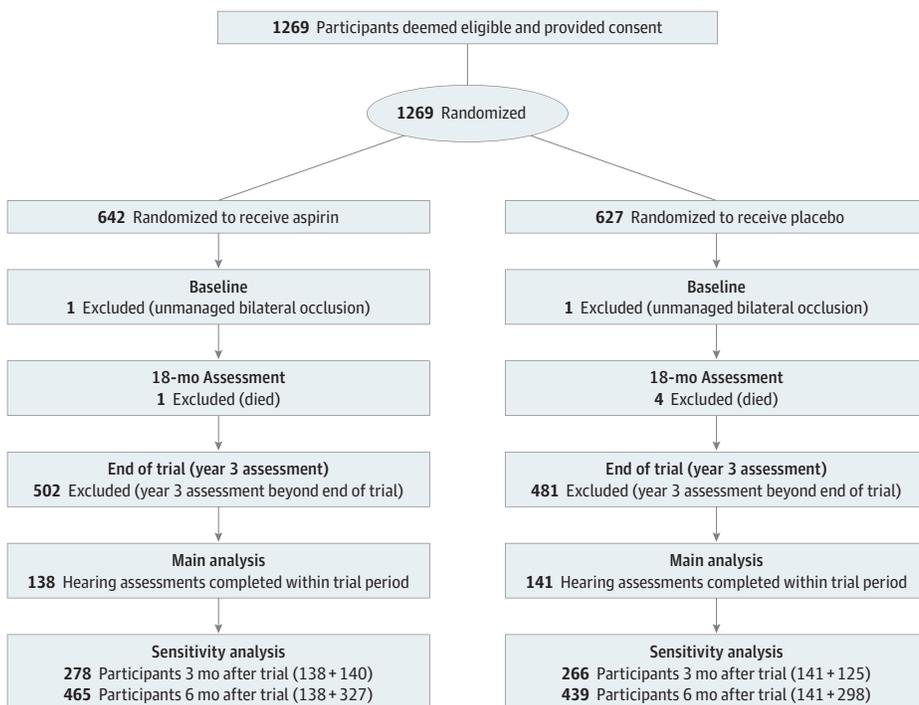 1269 Participants deemed eligible and provided consent
1269 Randomized
642 Randomized to receive aspirin
Baseline
1 Excluded (unmanaged bilateral occlusion)
18-mo Assessment
1 Excluded (died)
End of trial (year 3 assessment)
502 Excluded (year 3 assessment beyond end of trial)
Main analysis
138 Hearing assessments completed within trial period
Sensitivity analysis
278 Participants 3 mo after trial (138+140)
465 Participants 6 mo after trial (138+327)
627 Randomized to receive placebo
Baseline
1 Excluded (unmanaged bilateral occlusion)
18-mo Assessment
4 Excluded (died)
End of trial (year 3 assessment)
481 Excluded (year 3 assessment beyond end of trial)
Main analysis
141 Hearing assessments completed within trial period
Sensitivity analysis
266 Participants 3 mo after trial (141+125)
439 Participants 6 mo after trial (141+298)